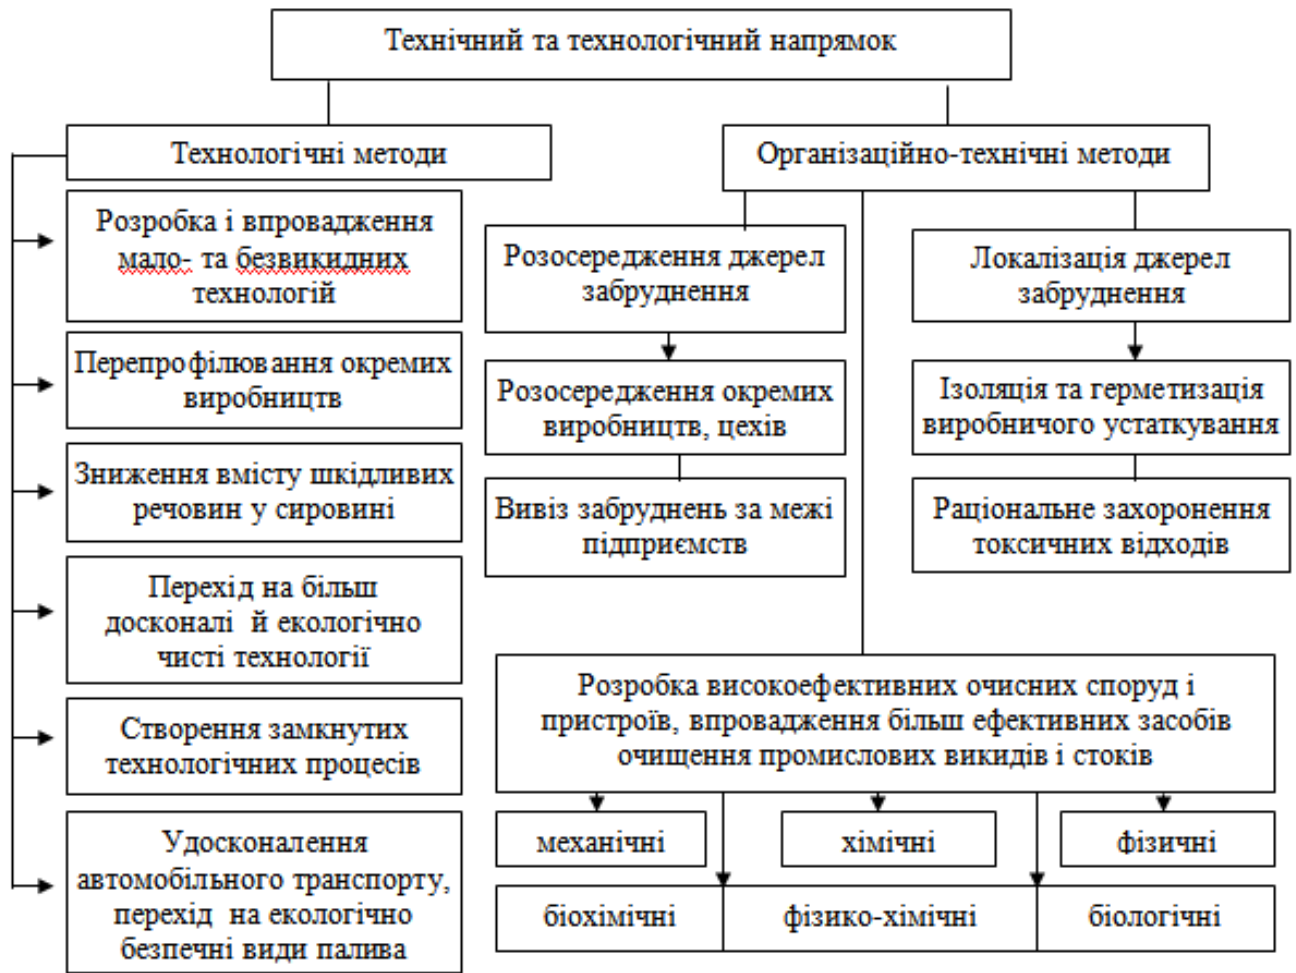 Технічний та технологічний напрямок
Технологічні методи
Розробка і впровадження
мало- та безвикидних
технологій
Перепрофілювання окремих
виробництв
Зниження вмісту шкідливих
речовин у сировині
Перехід на більш
досконалі й екологічно
чисті технології
Створення замкнутих
технологічних процесів
Удосконалення
автомобільного транспорту,
перехід на екологічно
безпечні види палива
Організаційно-технічні методи
Розосередження джерел
забруднення
Розосередження окремих
виробництв, цехів
Вивіз забруднень за межі
підприємств
Локалізація джерел
забруднення
Ізоляція та герметизація
виробничого устаткування
Раціональне захоронення
токсичних відходів
Розробка високоефективних очисних споруд і
пристроїв, впровадження більш ефективних засобів
очищення промислових викидів і стоків
механічні
хімічні
фізичні
біохімічні
фізико-хімічні
біологічні